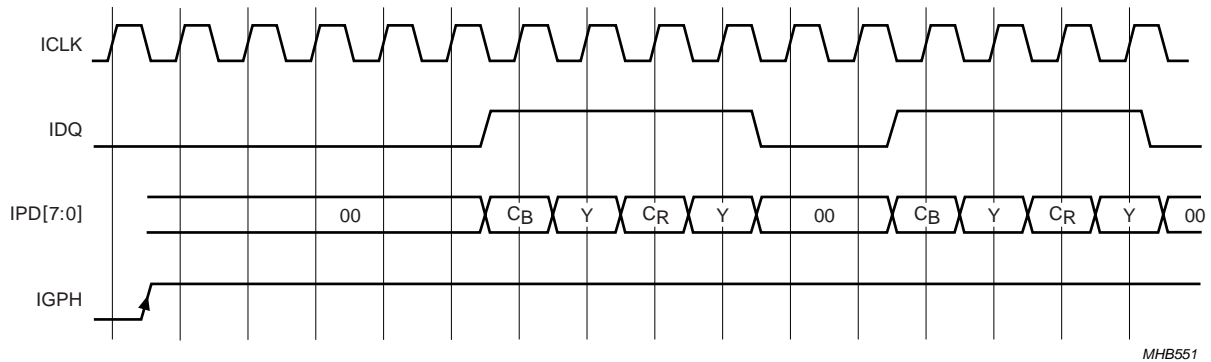 ICLK
IDQ
IPD[7:0] 00 CB Y CR Y 00 CB Y CR Y 00
IGPH
MHB551